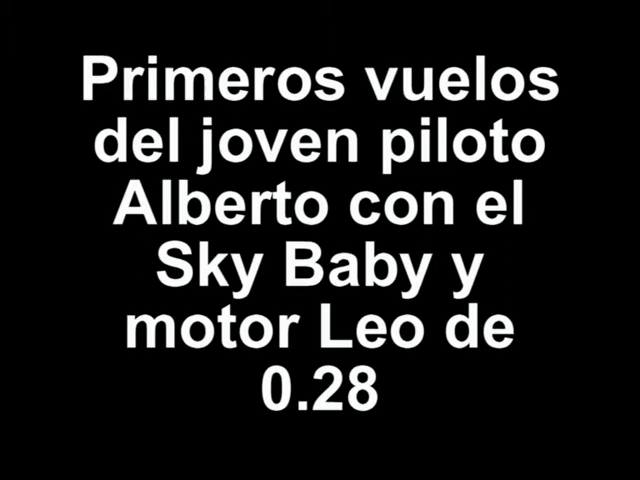 Primeros vuelos
del joven piloto
Alberto con el
Sky Baby y
motor Leo de
0.28